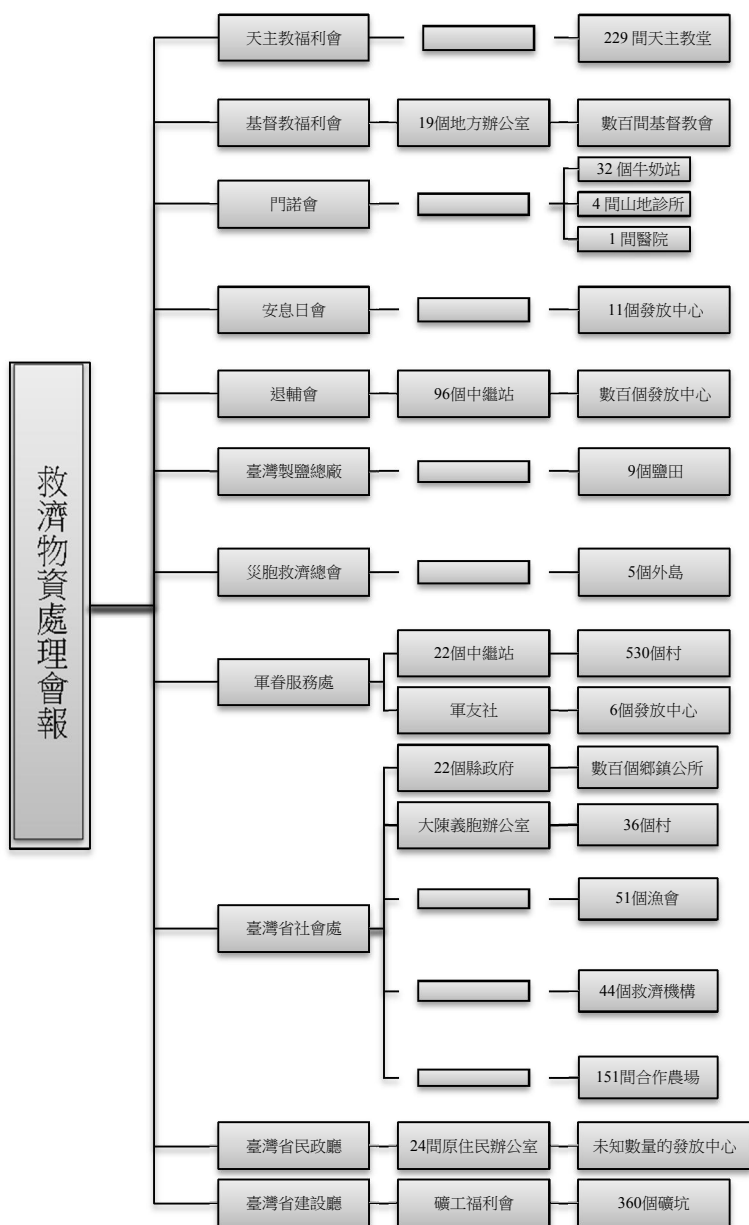 救濟物資處理會報
天主教福利會
229 間天主教堂
基督教福利會
19個地方辦公室
數百間基督教會
門諾會
32 個牛奶站
4 間山地診所
1 間醫院
安息日會
11個發放中心
退輔會
96個中繼站
數百個發放中心
臺灣製鹽總廠
9個鹽田
災胞救濟總會
5個外島
軍眷服務處
22個中繼站
530個村
軍友社
6個發放中心
臺灣省社會處
22個縣政府
數百個鄉鎮公所
大陳義胞辦公室
36個村
51個漁會
44個救濟機構
151間合作農場
臺灣省民政廳
24間原住民辦公室
未知數量的發放中心
臺灣省建設廳
礦工福利會
360個礦坑